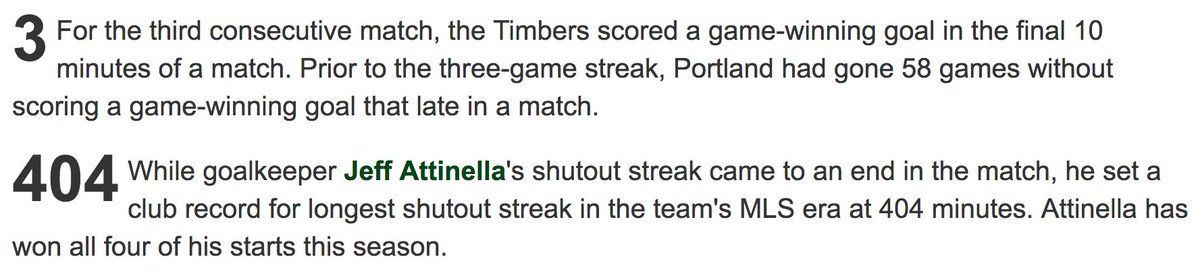 3 For the third consecutive match, the Timbers scored a game-winning goal in the final 10
minutes of a match. Prior to the three-game streak, Portland had gone 58 games without
scoring a game-winning goal that late in a match.
404 While goalkeeper Jeff Attinella's shutout streak came to an end in the match, he set a
club record for longest shutout streak in the team's MLS era at 404 minutes. Attinella has
won all four of his starts this season.